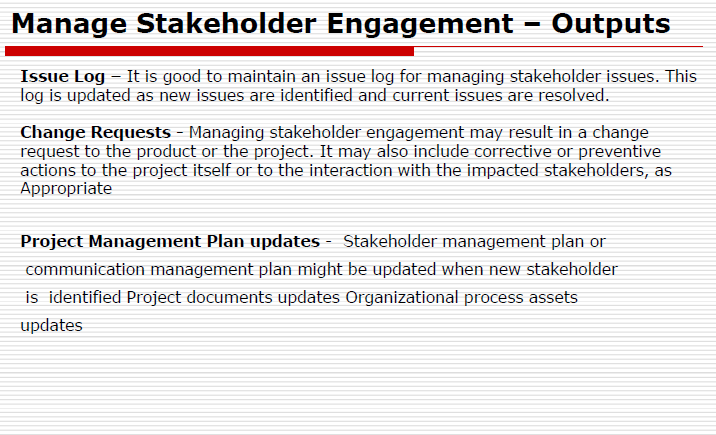 Manage Stakeholder Engagement – Outputs
Issue Log – It is good to maintain an issue log for managing stakeholder issues. This
log is updated as new issues are identified and current issues are resolved.
Change Requests - Managing stakeholder engagement may result in a change
request to the product or the project. It may also include corrective or preventive
actions to the project itself or to the interaction with the impacted stakeholders, as
Appropriate
Project Management Plan updates - Stakeholder management plan or
communication management plan might be updated when new stakeholder
is identified Project documents updates Organizational process assets
updates